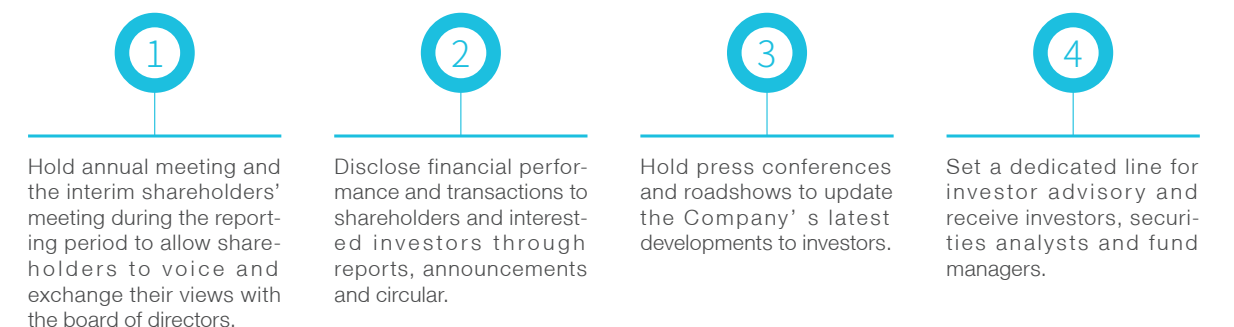 1
Hold annual meeting and
the interim shareholders’
meeting during the report-
ing period to allow share-
holders to voice and
exchange their views with
the board of directors.
2
Disclose financial perfor-
mance and transactions to
shareholders and interest-
ed investors through
reports, announcements
and circular.
3
Hold press conferences
and roadshows to update
the Company’ s latest
developments to investors.
4
Set a dedicated line for
investor advisory and
receive investors, securi-
ties analysts and fund
managers.